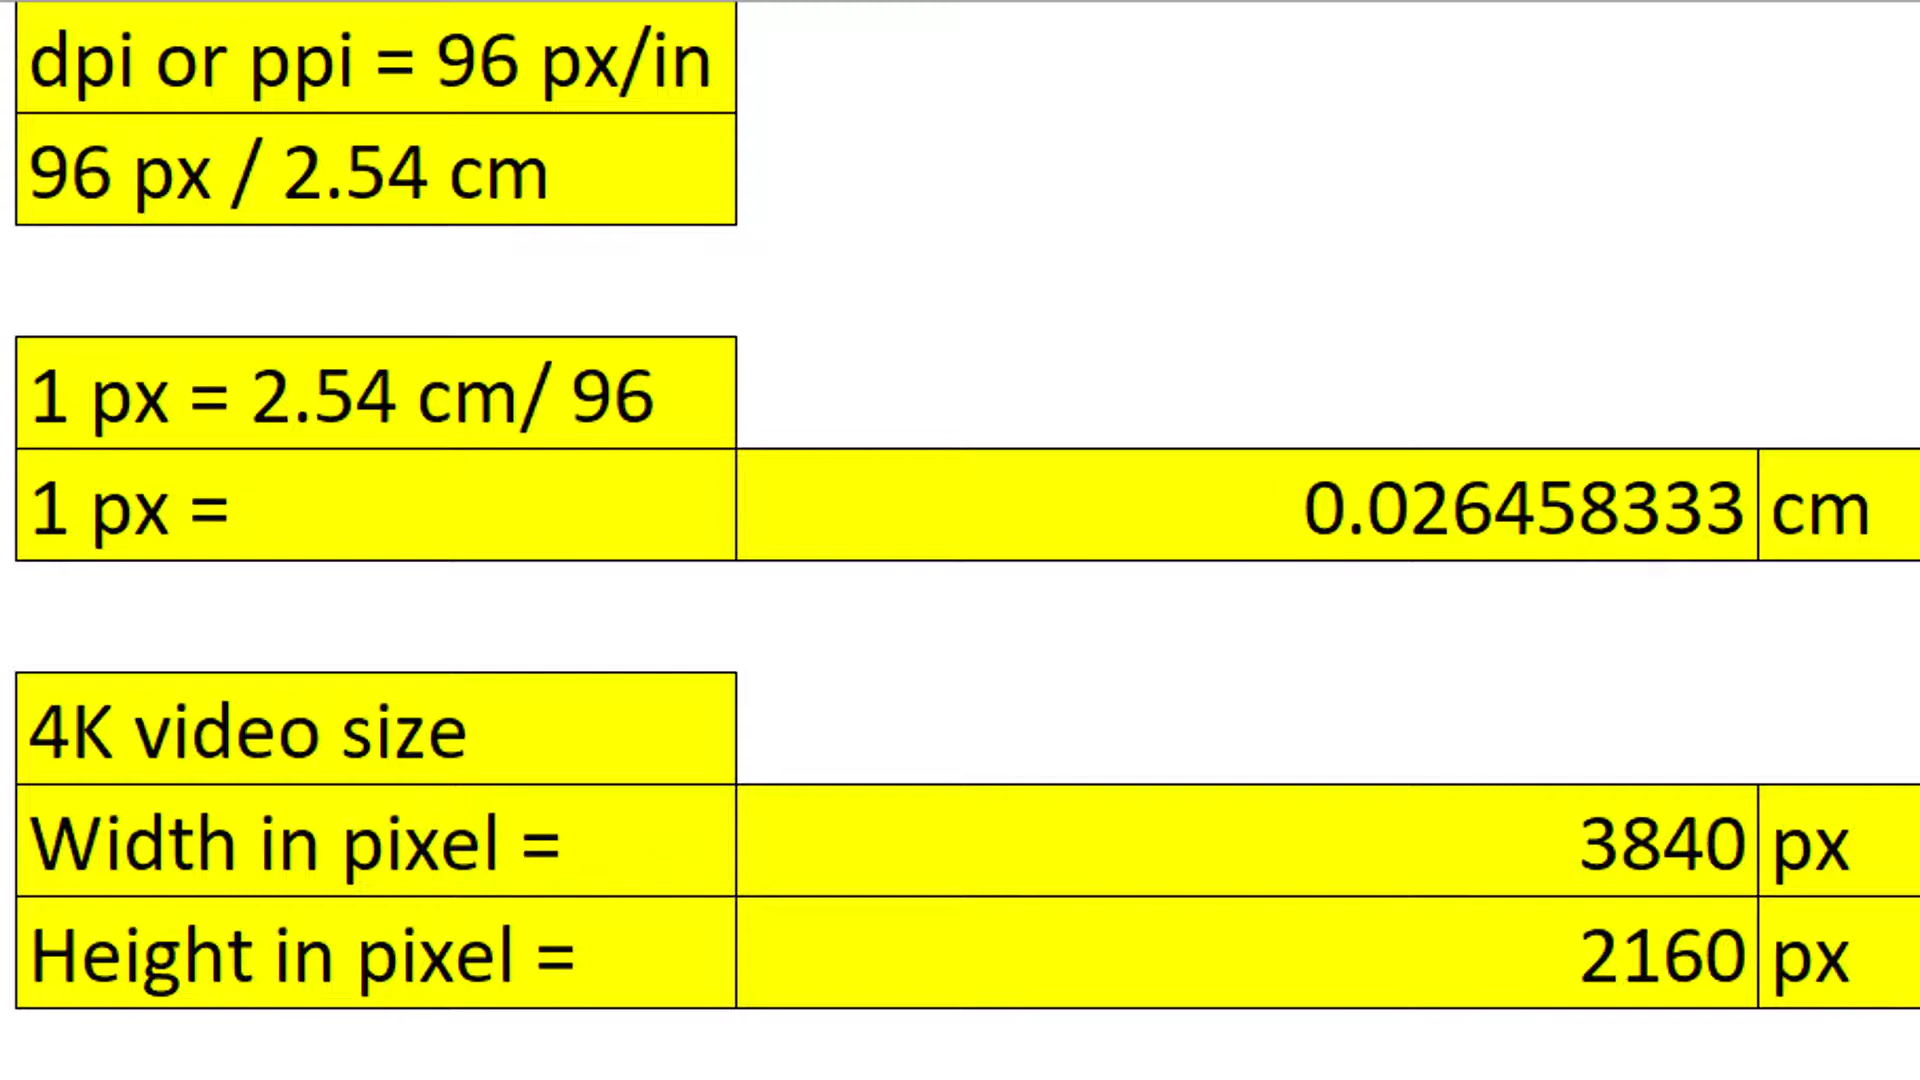 dpi or ppi = 96 px/in
96 px / 2.54 cm
1 px = 2.54 cm/ 96
1 px = 0.026458333 cm
4K video size
Width in pixel = 3840 px
Height in pixel = 2160 px